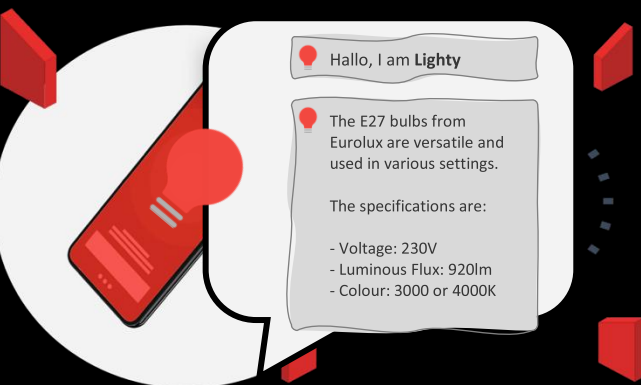 Hallo, I am Lighty
The E27 bulbs from
Eurolux are versatile and
used in various settings.
The specifications are:
- Voltage: 230V
- Luminous Flux: 920lm
- Colour: 3000 or 4000K